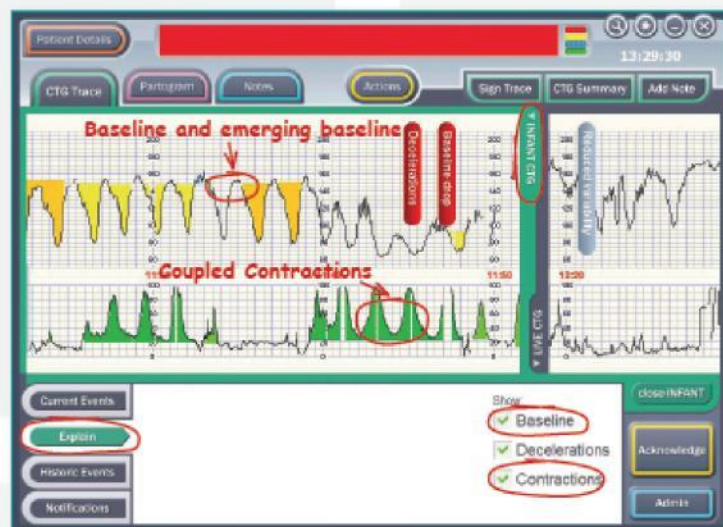 Patient Details
13:29:30
CTG Trace
Partogram
Notes
Actions
Sign Trace
CTG Summary
Add Note
Baseline and emerging baseline
Decelerations
Baseline drop
INFANT CTG
Reduced variability
Coupled Contractions
11:50
13:20
LIVE CTG
Current Events
Explain
Historic Events
Notifications
Show
Baseline
Decelerations
Contractions
close INFANT
Acknowledge
Admin